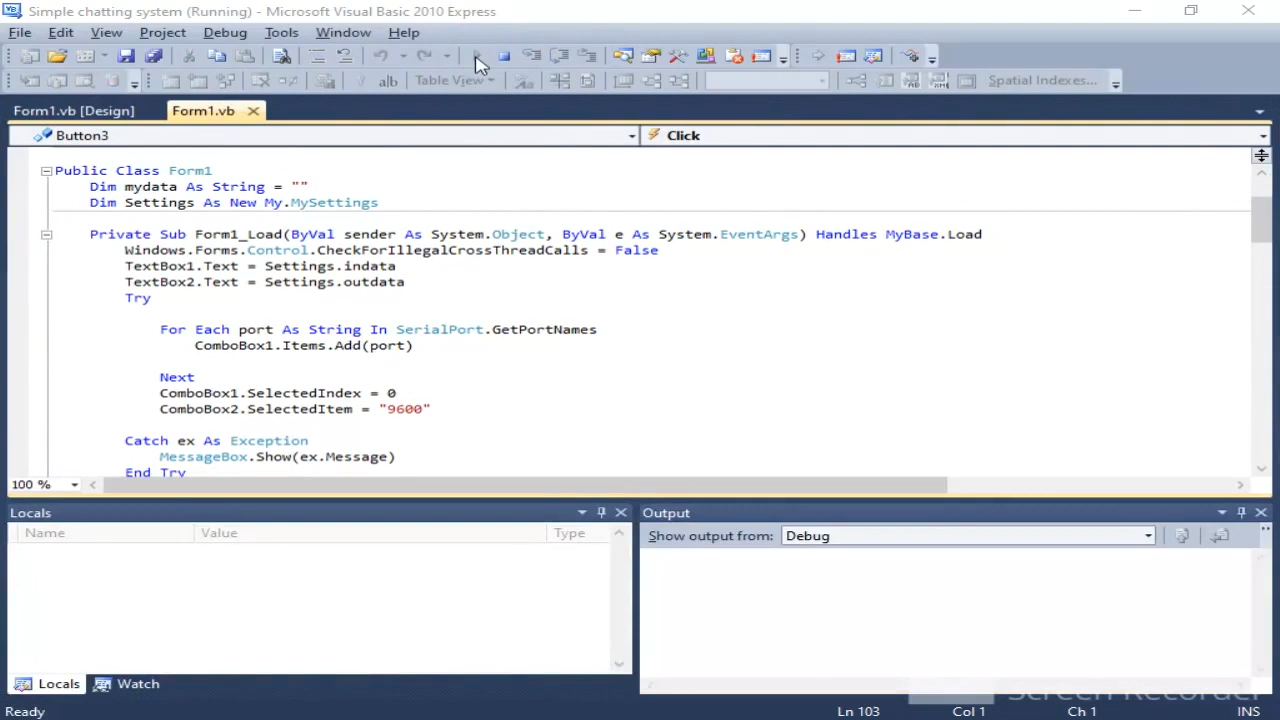 Simple chatting system (Running) - Microsoft Visual Basic 2010 Express
File Edit View Project Debug Tools Window Help
alb Table View Spatial Indexes...
Form1.vb [Design] Form1.vb
Button3 Click
Public Class Form1
Dim mydata As String = ""
Dim Settings As New My.MySettings
Private Sub Form1_Load(ByVal sender As System.Object, ByVal e As System.EventArgs) Handles MyBase.Load
Windows.Forms.Control.CheckForIllegalCrossThreadCalls = False
TextBox1.Text = Settings.indata
TextBox2.Text = Settings.outdata
Try
For Each port As String In SerialPort.GetPortNames
ComboBox1.Items.Add(port)
Next
ComboBox1.SelectedIndex = 0
ComboBox2.SelectedItem = "9600"
Catch ex As Exception
MessageBox.Show(ex.Message)
End Try
100 %
Locals Output
Name Value Type Show output from: Debug
Locals Watch
Screen Recorder
Ready Ln 103 Col 1 Ch 1 INS